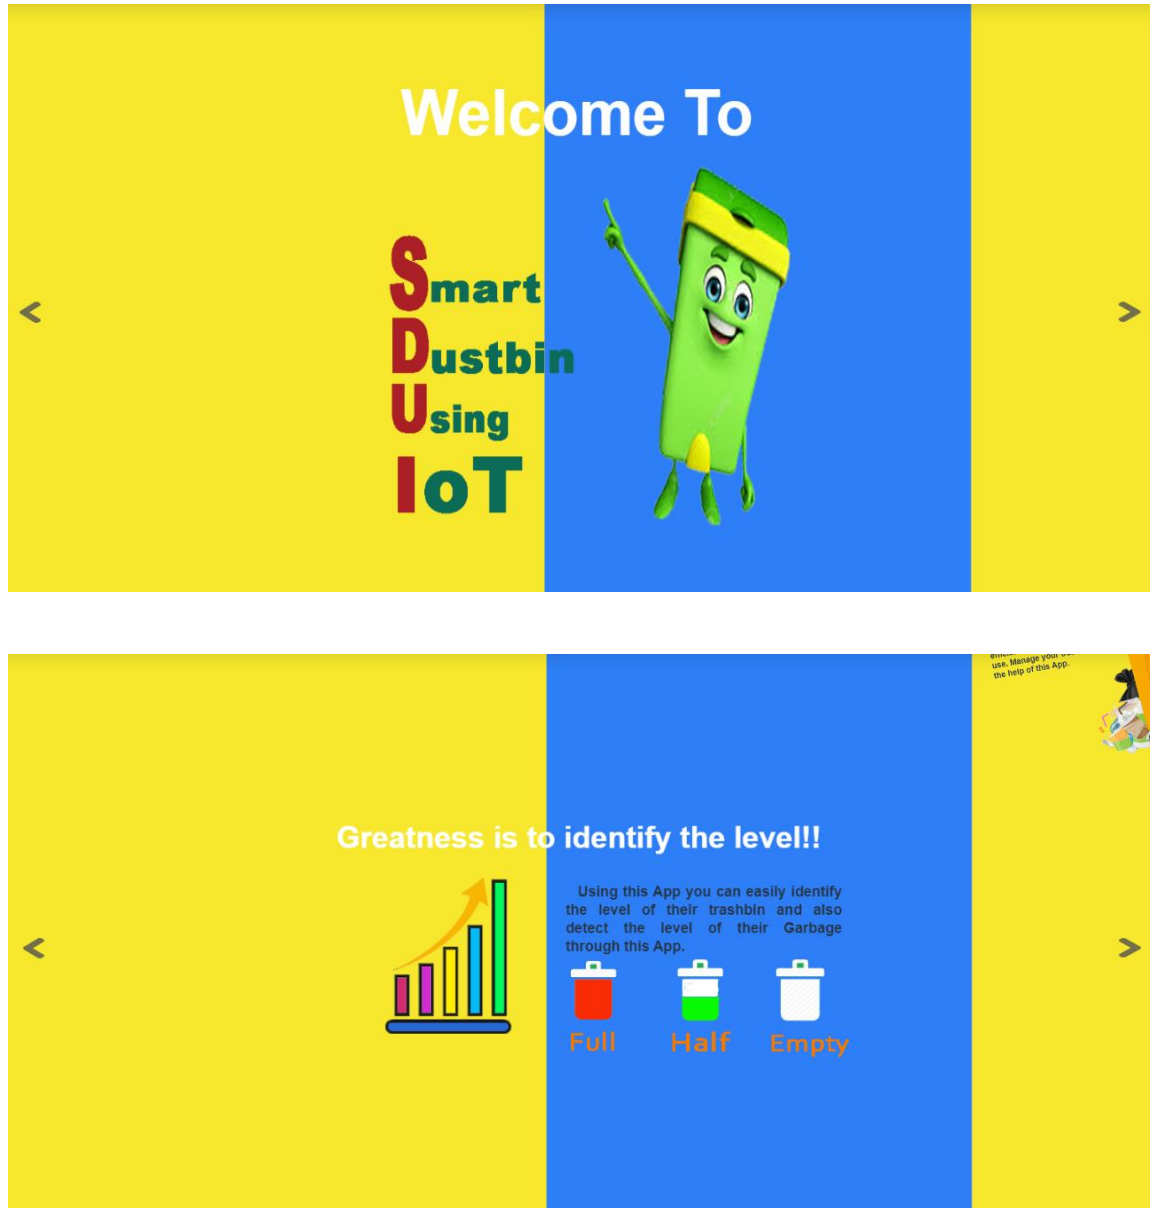 Welcome To
Smart
Dustbin
Using
IoT
use. Manage your
the help of this App.
Greatness is to identify the level!!
Using this App you can easily identify
the level of their trashbin and also
detect the level of their Garbage
through this App.
Full Half Empty